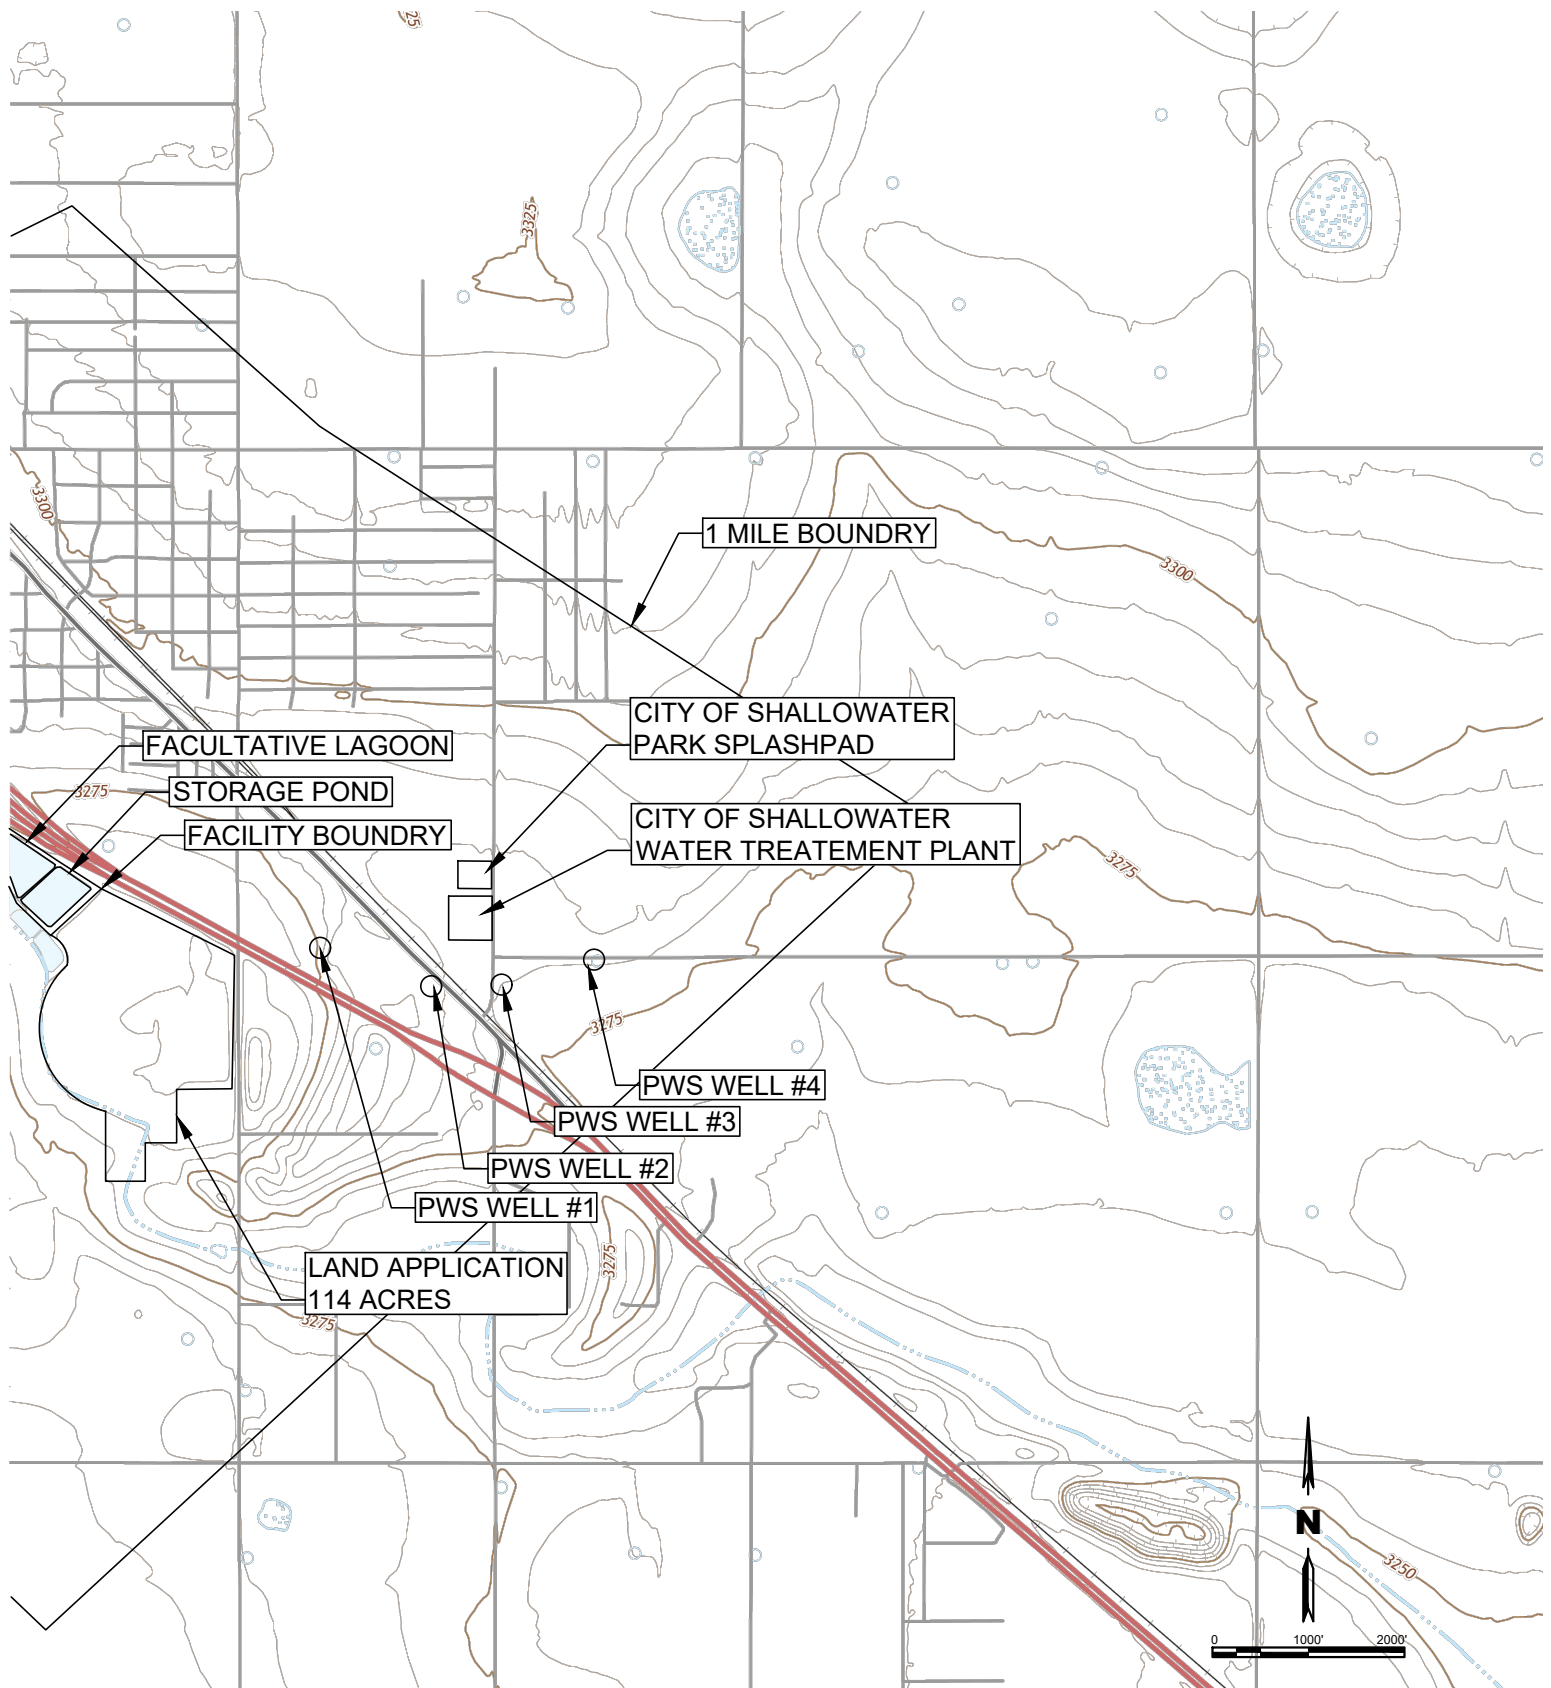 3325
3325
3300
1 MILE BOUNDRY
3300
CITY OF SHALLOWATER
PARK SPLASHPAD
FACULTATIVE LAGOON
3275
STORAGE POND
FACILITY BOUNDRY
CITY OF SHALLOWATER
WATER TREATEMENT PLANT
3275
3275
PWS WELL #4
PWS WELL #3
PWS WELL #2
PWS WELL #1
3275
LAND APPLICATION
114 ACRES
3275
N
3250
0 1000' 2000'